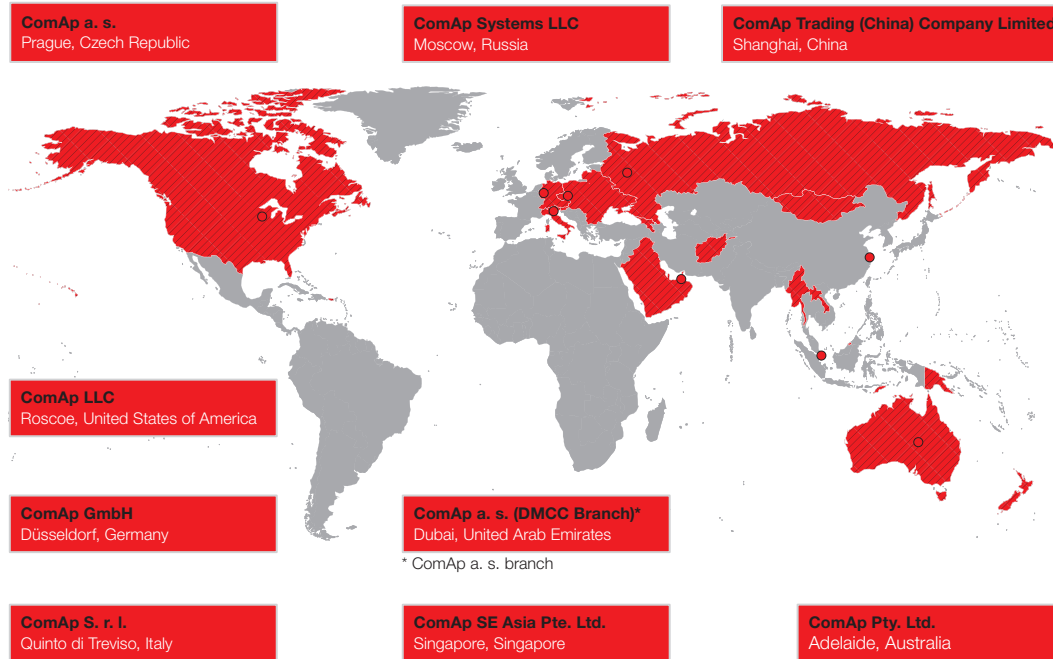 ComAp a. s.
Prague, Czech Republic
ComAp Systems LLC
Moscow, Russia
ComAp Trading (China) Company Limited
Shanghai, China
ComAp LLC
Roscoe, United States of America
ComAp GmbH
Düsseldorf, Germany
ComAp a. s. (DMCC Branch)*
Dubai, United Arab Emirates
* ComAp a. s. branch
ComAp S. r. l.
Quinto di Treviso, Italy
ComAp SE Asia Pte. Ltd.
Singapore, Singapore
ComAp Pty. Ltd.
Adelaide, Australia